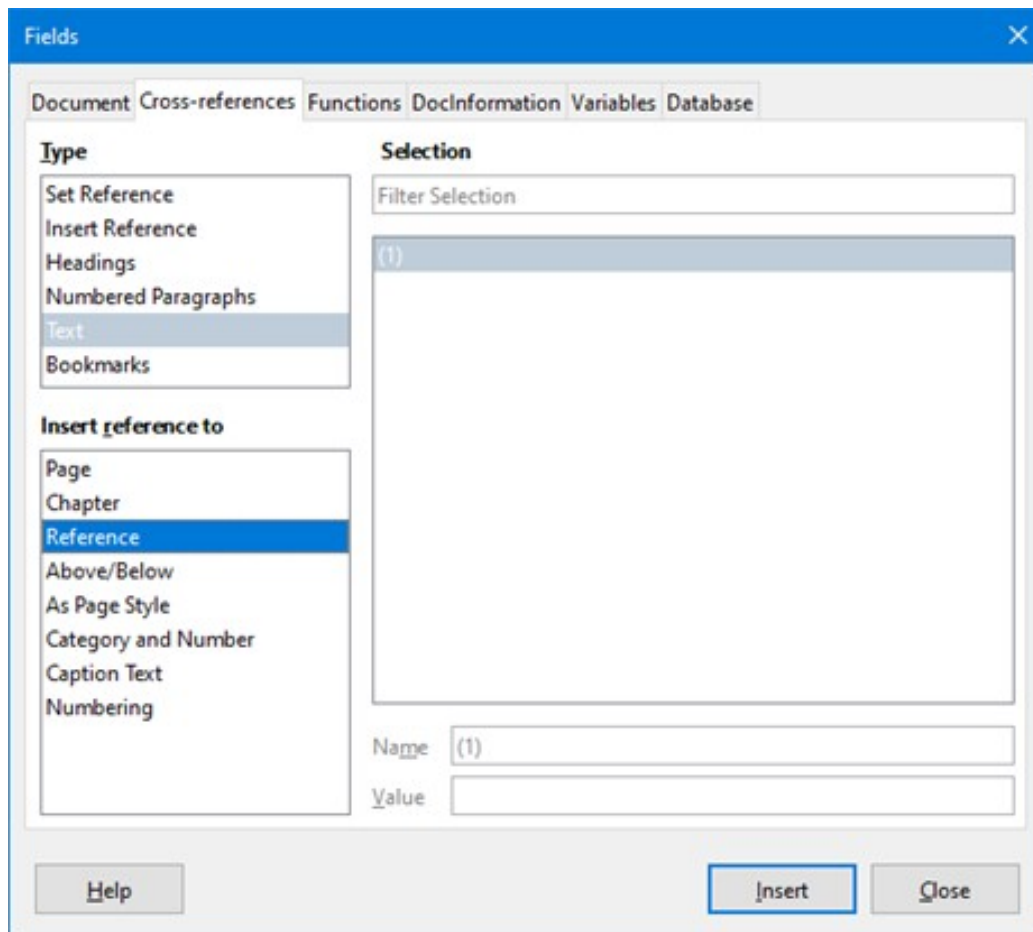 Fields
Document Cross-references Functions DocInformation Variables Database
Type
Set Reference
Insert Reference
Headings
Numbered Paragraphs
Text
Bookmarks
Insert reference to
Page
Chapter
Reference
Above/Below
As Page Style
Category and Number
Caption Text
Numbering
Selection
Filter Selection
(1)
Name (1)
Value
Help Insert Close